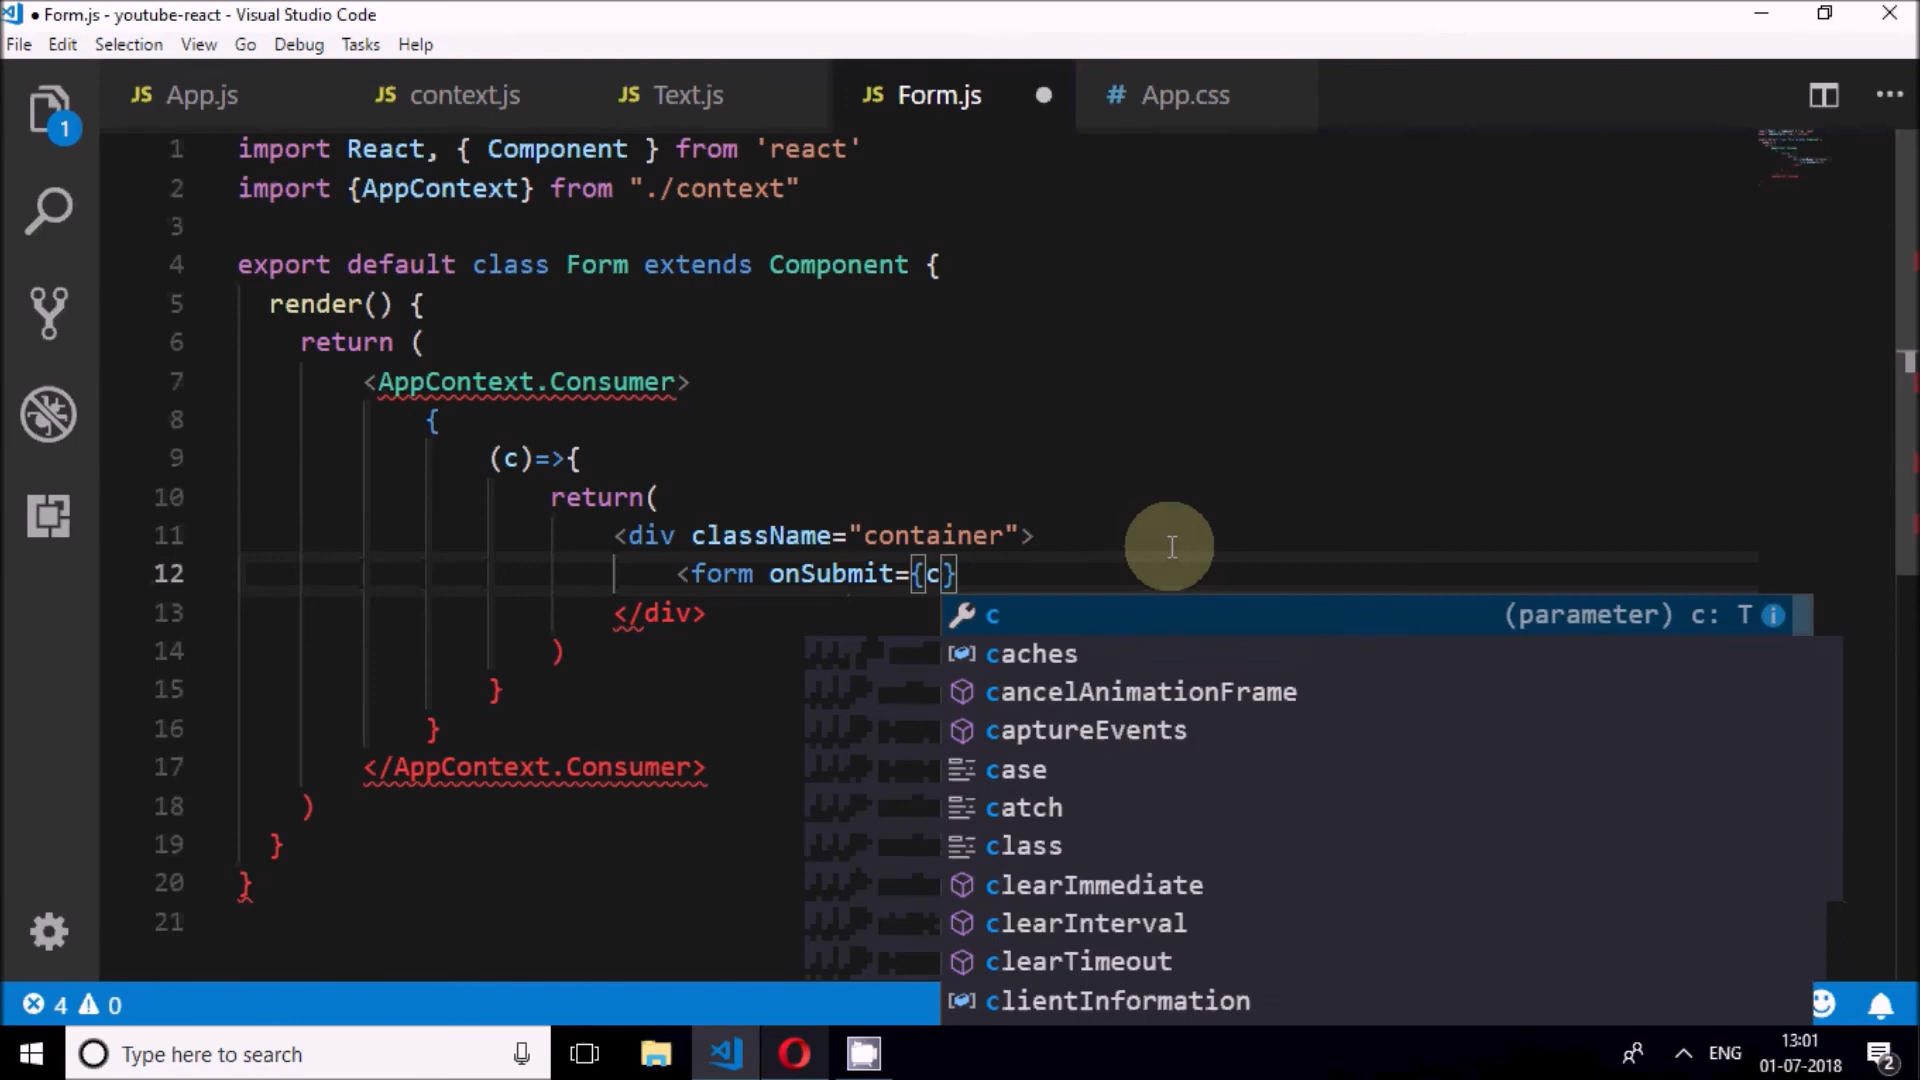 ● Form.js - youtube-react - Visual Studio Code
File Edit Selection View Go Debug Tasks Help
JS App.js JS context.js JS Text.js JS Form.js ● # App.css
1 import React, { Component } from 'react'
2 import {AppContext} from "./context"
3
4 export default class Form extends Component {
5 render() {
6 return (
7 <AppContext.Consumer>
8 {
9 (c)=>{
10 return(
11 <div className="container">
12 <form onSubmit={c}
13 </div>
14 )
15 }
16 }
17 </AppContext.Consumer>
18 )
19 }
20 }
21
c (parameter) c: T
caches
cancelAnimationFrame
captureEvents
case
catch
class
clearImmediate
clearInterval
clearTimeout
clientInformation
1
4 0
Type here to search
ENG
13:01
01-07-2018
2